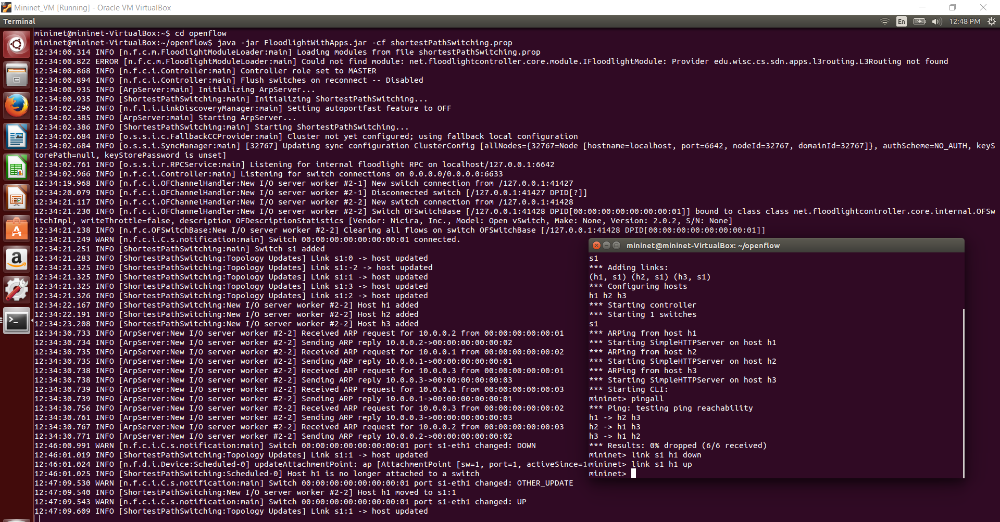 Mininet_VM [Running] - Oracle VM VirtualBox
Terminal
En
12:48 PM
mininet@mininet-VirtualBox:~$ cd openflow
mininet@mininet-VirtualBox:~/openflow$ java -jar FloodlightWithApps.jar -cf shortestPathSwitching.prop
12:34:00.314 INFO [n.f.c.m.FloodlightModuleLoader:main] Loading modules from file shortestPathSwitching.prop
12:34:00.822 ERROR [n.f.c.m.FloodlightModuleLoader:main] Could not find module: net.floodlightcontroller.core.module.IFloodlightModule: Provider edu.wisc.cs.sdn.apps.l3routing.L3Routing not found
12:34:00.868 INFO [n.f.c.i.Controller:main] Controller role set to MASTER
12:34:00.894 INFO [n.f.c.i.Controller:main] Flush switches on reconnect -- Disabled
12:34:00.935 INFO [ArpServer:main] Initializing ArpServer...
12:34:00.935 INFO [ShortestPathSwitching:main] Initializing ShortestPathSwitching...
12:34:02.296 INFO [n.f.l.i.LinkDiscoveryManager:main] Setting autoportfast feature to OFF
12:34:02.385 INFO [ArpServer:main] Starting ArpServer...
12:34:02.386 INFO [ShortestPathSwitching:main] Starting ShortestPathSwitching...
12:34:02.684 INFO [o.s.s.i.c.FallbackCCProvider:main] Cluster not yet configured; using fallback local configuration
12:34:02.684 INFO [o.s.s.i.SyncManager:main] [32767] Updating sync configuration ClusterConfig [allNodes={32767=Node [hostname=localhost, port=6642, nodeId=32767, domainId=32767]}, authScheme=NO_AUTH, keyS
torePath=null, keyStorePassword is unset]
12:34:02.761 INFO [o.s.s.i.r.RPCService:main] Listening for internal floodlight RPC on localhost/127.0.0.1:6642
12:34:02.966 INFO [n.f.c.i.Controller:main] Listening for switch connections on 0.0.0.0/0.0.0.0:6633
12:34:19.968 INFO [n.f.c.i.OFChannelHandler:New I/O server worker #2-1] New switch connection from /127.0.0.1:41427
12:34:20.079 INFO [n.f.c.i.OFChannelHandler:New I/O server worker #2-1] Disconnected switch [/127.0.0.1:41427 DPID[?]]
12:34:21.117 INFO [n.f.c.i.OFChannelHandler:New I/O server worker #2-2] New switch connection from /127.0.0.1:41428
12:34:21.230 INFO [n.f.c.i.OFChannelHandler:New I/O server worker #2-2] Switch OFSwitchBase [/127.0.0.1:41428 DPID[00:00:00:00:00:00:00:01]] bound to class class net.floodlightcontroller.core.internal.OFSw
itchImpl, writeThrottle=false, description OFDescriptionStatistics [Vendor: Nicira, Inc., Model: Open vSwitch, Make: None, Version: 2.0.2, S/N: None]
12:34:21.238 INFO [n.f.c.OFSwitchBase:New I/O server worker #2-2] Clearing all flows on switch OFSwitchBase [/127.0.0.1:41428 DPID[00:00:00:00:00:00:00:01]]
12:34:21.249 WARN [n.f.c.i.C.s.notification:main] Switch 00:00:00:00:00:00:00:01 connected.
12:34:21.251 INFO [ShortestPathSwitching:main] Switch s1 added
12:34:21.283 INFO [ShortestPathSwitching:Topology Updates] Link s1:0 -> host updated
12:34:21.325 INFO [ShortestPathSwitching:Topology Updates] Link s1:-2 -> host updated
12:34:21.325 INFO [ShortestPathSwitching:Topology Updates] Link s1:1 -> host updated
12:34:21.325 INFO [ShortestPathSwitching:Topology Updates] Link s1:3 -> host updated
12:34:21.326 INFO [ShortestPathSwitching:Topology Updates] Link s1:2 -> host updated
12:34:22.167 INFO [ShortestPathSwitching:New I/O server worker #2-2] Host h1 added
12:34:22.191 INFO [ShortestPathSwitching:New I/O server worker #2-2] Host h2 added
12:34:23.208 INFO [ShortestPathSwitching:New I/O server worker #2-2] Host h3 added
12:34:30.733 INFO [ArpServer:New I/O server worker #2-2] Received ARP request for 10.0.0.2 from 00:00:00:00:00:01
12:34:30.734 INFO [ArpServer:New I/O server worker #2-2] Sending ARP reply 10.0.0.2->00:00:00:00:00:02
12:34:30.735 INFO [ArpServer:New I/O server worker #2-2] Received ARP request for 10.0.0.1 from 00:00:00:00:00:02
12:34:30.735 INFO [ArpServer:New I/O server worker #2-2] Sending ARP reply 10.0.0.1->00:00:00:00:00:01
12:34:30.738 INFO [ArpServer:New I/O server worker #2-2] Received ARP request for 10.0.0.3 from 00:00:00:00:00:01
12:34:30.738 INFO [ArpServer:New I/O server worker #2-2] Sending ARP reply 10.0.0.3->00:00:00:00:00:03
12:34:30.739 INFO [ArpServer:New I/O server worker #2-2] Received ARP request for 10.0.0.1 from 00:00:00:00:00:03
12:34:30.739 INFO [ArpServer:New I/O server worker #2-2] Sending ARP reply 10.0.0.1->00:00:00:00:00:01
12:34:30.756 INFO [ArpServer:New I/O server worker #2-2] Received ARP request for 10.0.0.3 from 00:00:00:00:00:02
12:34:30.761 INFO [ArpServer:New I/O server worker #2-2] Sending ARP reply 10.0.0.3->00:00:00:00:00:03
12:34:30.767 INFO [ArpServer:New I/O server worker #2-2] Received ARP request for 10.0.0.2 from 00:00:00:00:00:03
12:34:30.771 INFO [ArpServer:New I/O server worker #2-2] Sending ARP reply 10.0.0.2->00:00:00:00:00:02
12:46:00.991 WARN [n.f.c.i.C.s.notification:main] Switch 00:00:00:00:00:00:00:01 port s1-eth1 changed: DOWN
12:46:01.019 INFO [ShortestPathSwitching:Topology Updates] Link s1:1 -> host updated
12:46:01.024 INFO [n.f.d.i.Device:Scheduled-0] updateAttachmentPoint: ap [AttachmentPoint [sw=1, port=1, activeSince=1
12:46:01.025 INFO [ShortestPathSwitching:Scheduled-0] Host h1 is no longer attached to a switch
12:47:09.530 WARN [n.f.c.i.C.s.notification:main] Switch 00:00:00:00:00:00:00:01 port s1-eth1 changed: OTHER_UPDATE
12:47:09.540 INFO [ShortestPathSwitching:New I/O server worker #2-2] Host h1 moved to s1:1
12:47:09.543 WARN [n.f.c.i.C.s.notification:main] Switch 00:00:00:00:00:00:00:01 port s1-eth1 changed: UP
12:47:09.609 INFO [ShortestPathSwitching:Topology Updates] Link s1:1 -> host updated
mininet@mininet-VirtualBox: ~/openflow
s1
*** Adding links:
(h1, s1) (h2, s1) (h3, s1)
*** Configuring hosts
h1 h2 h3
*** Starting controller
*** Starting 1 switches
s1
*** ARPing from host h1
*** Starting SimpleHTTPServer on host h1
*** ARPing from host h2
*** Starting SimpleHTTPServer on host h2
*** ARPing from host h3
*** Starting SimpleHTTPServer on host h3
*** Starting CLI:
mininet> pingall
*** Ping: testing ping reachability
h1 -> h2 h3
h2 -> h1 h3
h3 -> h1 h2
*** Results: 0% dropped (6/6 received)
mininet> link s1 h1 down
mininet> link s1 h1 up
mininet>